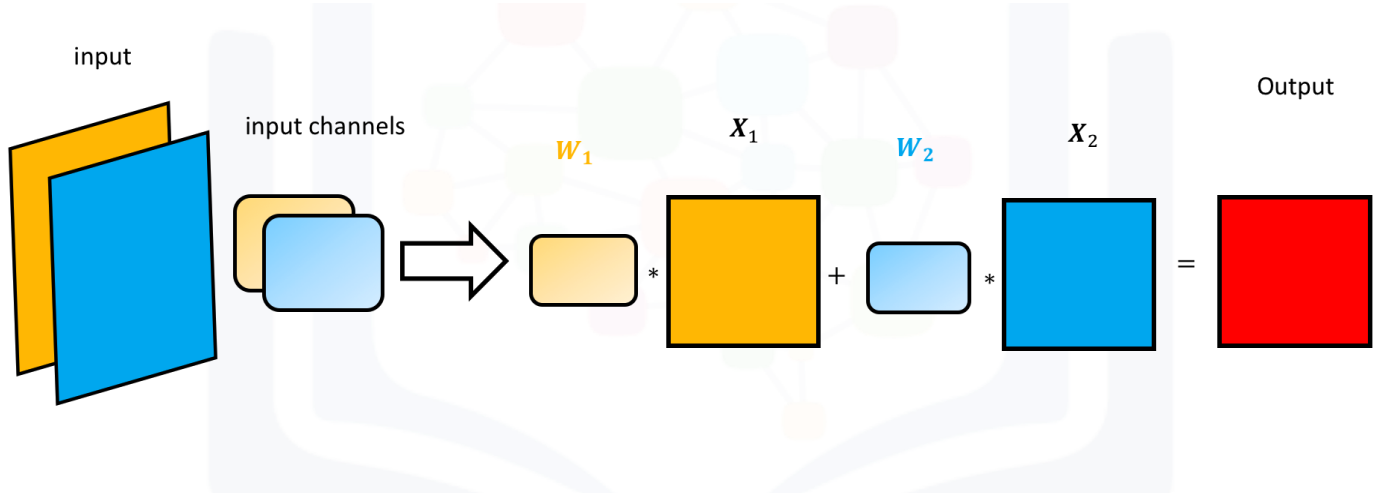 input
input channels
W₁
X₁
W₂
X₂
Output
* + * =